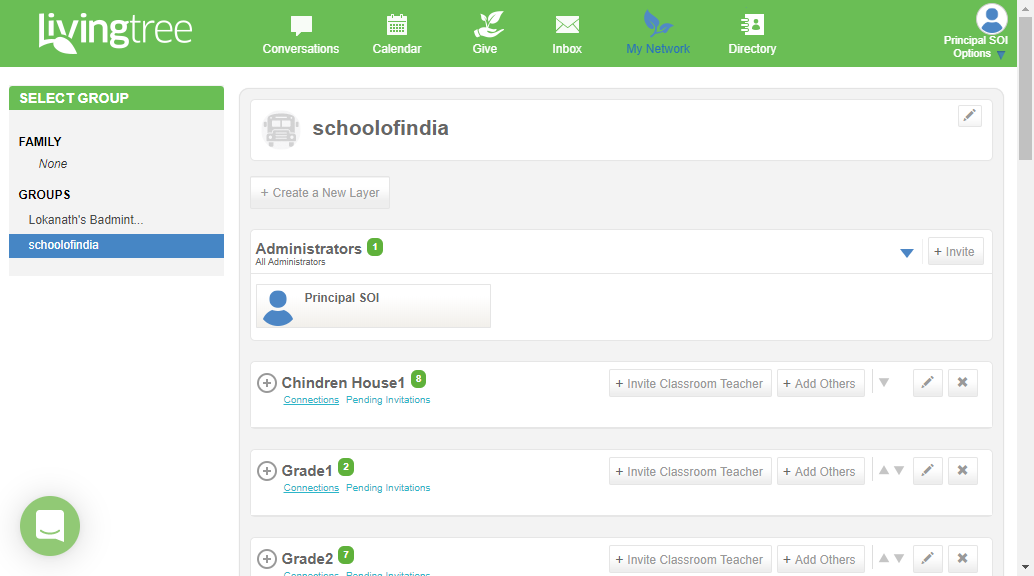 livingtree
Conversations
Calendar
Give
Inbox
My Network
Directory
Principal SOI
Options
SELECT GROUP
FAMILY
None
GROUPS
Lokanath's Badmint...
schoolofindia
schoolofindia
+ Create a New Layer
Administrators 1
All Administrators
+ Invite
Principal SOI
Chindren House1 8
Connections Pending Invitations
+ Invite Classroom Teacher
+ Add Others
Grade1 2
Connections Pending Invitations
+ Invite Classroom Teacher
+ Add Others
Grade2 7
Connections Pending Invitations
+ Invite Classroom Teacher
+ Add Others